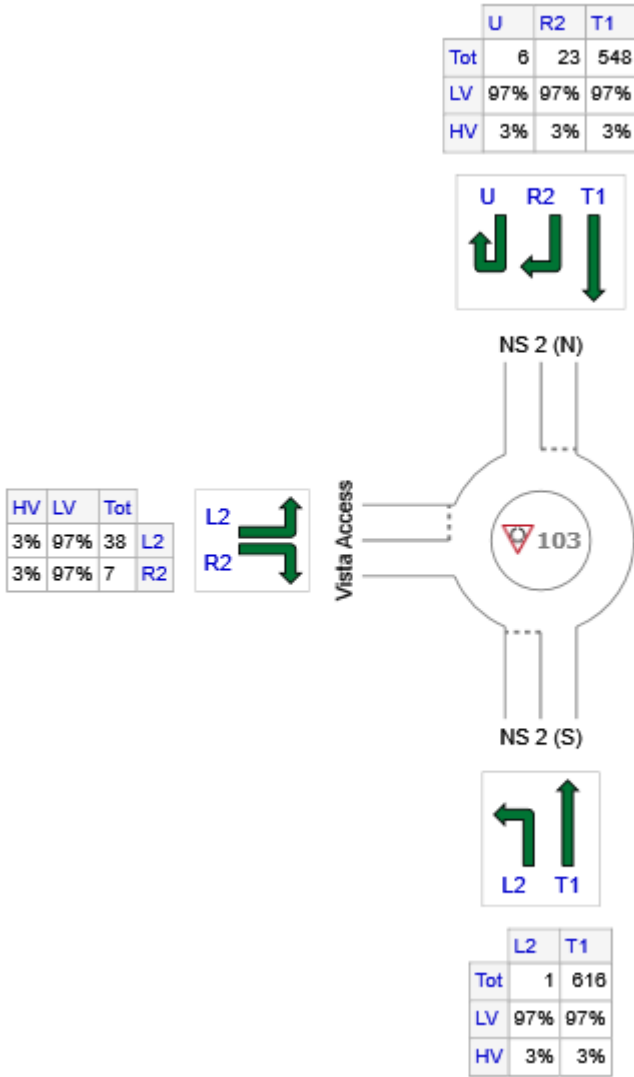 U R2 T1
Tot 6 23 548
LV 97% 97% 97%
HV 3% 3% 3%
U R2 T1
NS 2 (N)
HV LV Tot
3% 97% 38 L2
3% 97% 7 R2
L2
R2
Vista Access
103
NS 2 (S)
L2 T1
L2 T1
Tot 1 616
LV 97% 97%
HV 3% 3%